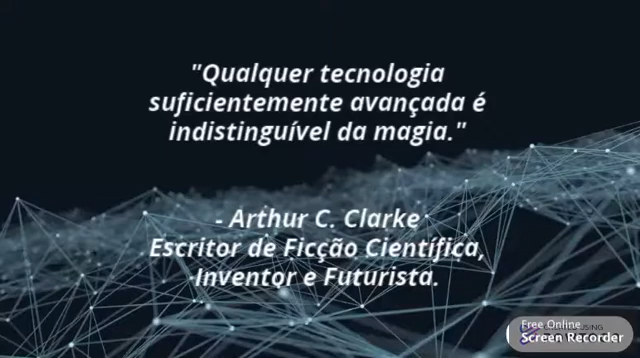 "Qualquer tecnologia
suficientemente avançada é
indistinguível da magia."
- Arthur C. Clarke
Escritor de Ficção Científica,
Inventor e Futurista.
Free Online
Screen Recorder